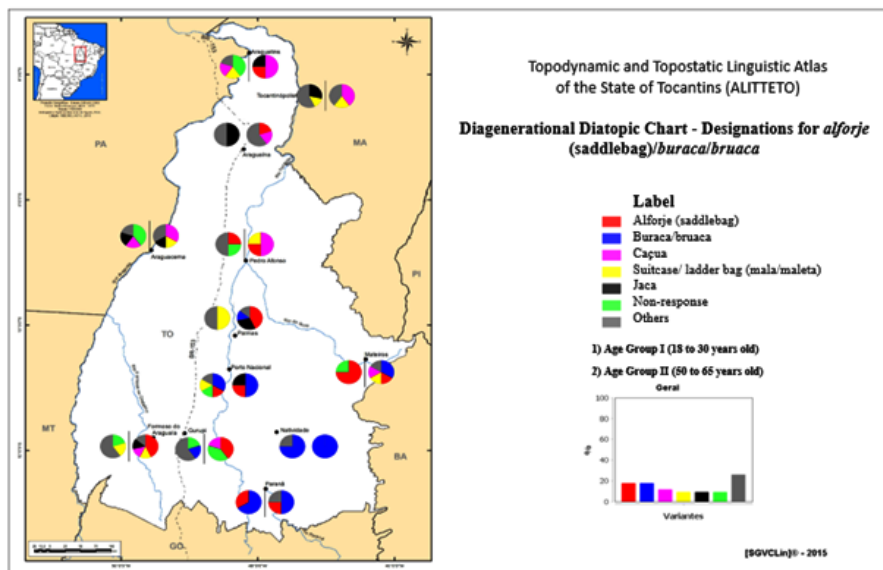 Topodynamic and Topostatic Linguistic Atlas
of the State of Tocantins (ALITTETO)
Diagenerational Diatopic Chart - Designations for alforje
(saddlebag)/buraca/bruaca
Label
Alforje (saddlebag)
Buraca/bruaca
Caçua
Suitcase/ ladder bag (mala/maleta)
Jaca
Non-response
Others
1) Age Group I (18 to 30 years old)
2) Age Group II (50 to 65 years old)
Geral
100
80
60
40
20
0
%
Variantes
[SGVCLin]© - 2015
PA
MA
PI
TO
MT
BA
GO
Araguatins
Tocantinópolis
Araguaína
Araguacema
Pedro Afonso
Palmas
Porto Nacional
Mateiros
Formoso do
Araguaia
Gurupi
Natividade
Paranã